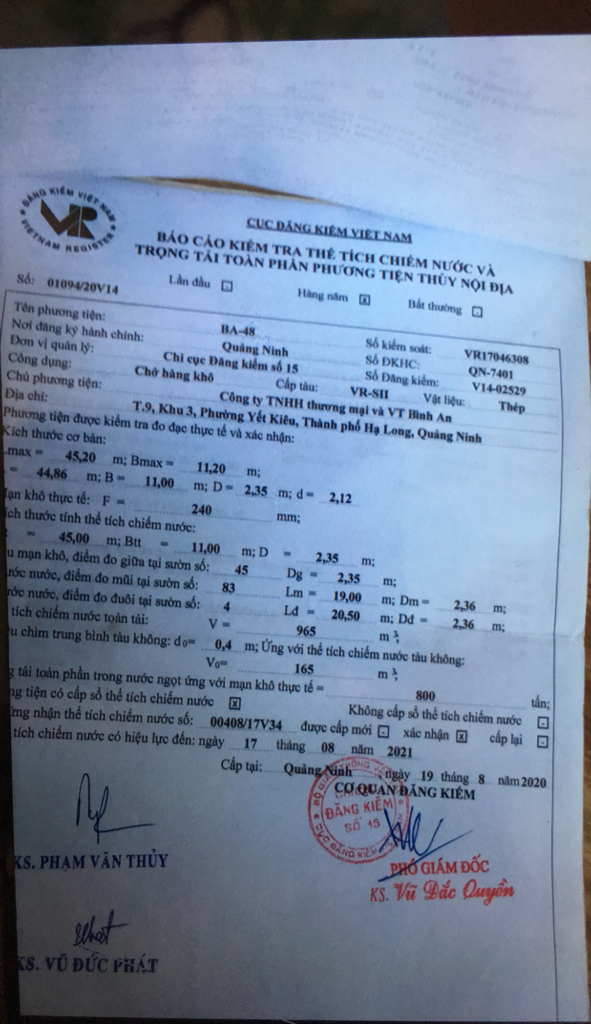 ĐĂNG KIỂM VIỆT NAM
VR
VIETNAM REGISTER
CỤC ĐĂNG KIỂM VIỆT NAM
BÁO CÁO KIỂM TRA THỂ TÍCH CHIẾM NƯỚC VÀ
TRỌNG TẢI TOÀN PHẦN PHƯƠNG TIỆN THỦY NỘI ĐỊA
Số: 01094/20V14 Lần đầu ☐ Hàng năm ☒ Bất thường ☐
Tên phương tiện: BA-48 Số kiểm soát: VR17046308
Nơi đăng ký hành chính: Quảng Ninh Số ĐKHC: QN-7401
Đơn vị quản lý: Chi cục Đăng kiểm số 15 Số Đăng kiểm: V14-02529
Công dụng: Chở hàng khô Cấp tàu: VR-SII Vật liệu: Thép
Chủ phương tiện: Công ty TNHH thương mại và VT Bình An
Địa chỉ: T.9, Khu 3, Phường Yết Kiêu, Thành phố Hạ Long, Quảng Ninh
Phương tiện được kiểm tra đo đạc thực tế và xác nhận:
Kích thước cơ bản:
max = 45,20 m; Bmax = 11,20 m;
= 44,86 m; B = 11,00 m; D = 2,35 m; d = 2,12
ạn khô thực tế: F = 240 mm;
ích thước tính thể tích chiếm nước:
= 45,00 m; Btt = 11,00 m; D = 2,35 m;
u mạn khô, điểm đo giữa tại sườn số: 45 Dg = 2,35 m;
ớc nước, điểm đo mũi tại sườn số: 83 Lm = 19,00 m; Dm = 2,36 m;
ớc nước, điểm đo đuôi tại sườn số: 4 Lđ = 20,50 m; Dđ = 2,36 m;
tích chiếm nước toàn tải: V = 965 m³;
u chìm trung bình tàu không: d₀= 0,4 m; Ứng với thể tích chiếm nước tàu không:
V₀= 165 m³;
g tải toàn phần trong nước ngọt ứng với mạn khô thực tế = 800 tấn;
ng tiện có cấp số thể tích chiếm nước ☒ Không cấp sổ thể tích chiếm nước ☐
ng nhận thể tích chiếm nước số: 00408/17V34 được cấp mới ☐ xác nhận ☒ cấp lại ☐
tích chiếm nước có hiệu lực đến: ngày 17 tháng 08 năm 2021
Cấp tại: Quảng Ninh ngày 19 tháng 8 năm 2020
CƠ QUAN ĐĂNG KIỂM
ĐĂNG KIỂM
SỐ 15
KS. PHẠM VĂN THỦY
PHÓ GIÁM ĐỐC
KS. Vũ Đắc Quyền
KS. VŨ ĐỨC PHÁT